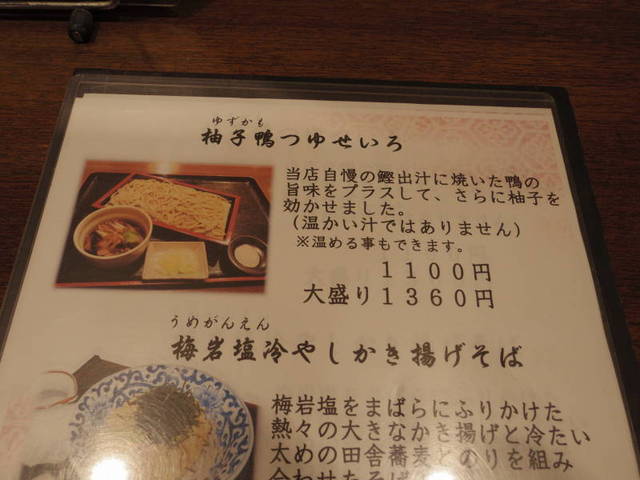 ゆずかも
柚子鴨つゆせいろ
当店自慢の鰹出汁に焼いた鴨の
旨味をプラスして、さらに柚子を
効かせました。
（温かい汁ではありません）
※温める事もできます。
１１００円
大盛り１３６０円
うめがんえん
梅岩塩冷やしかき揚げそば
梅岩塩をまばらにふりかけた
熱々の大きなかき揚げと冷たい
太めの田舎蕎麦とのりを組み
合わせたそば